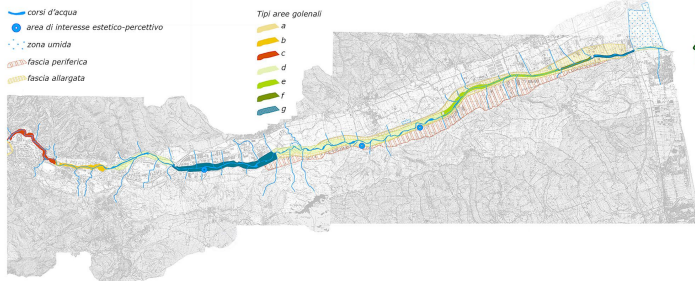 corsi d'acqua
area di interesse estetico-percettivo
zona umida
fascia periferica
fascia allargata
Tipi aree golenali
a
b
c
d
e
f
g